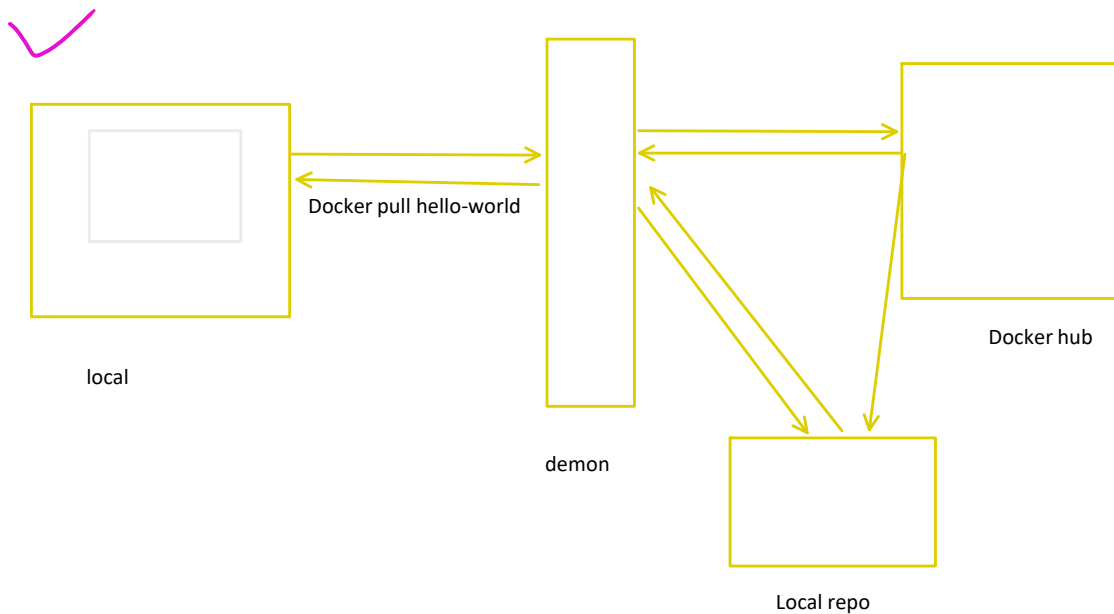 Docker pull hello-world
Docker hub
local
demon
Local repo